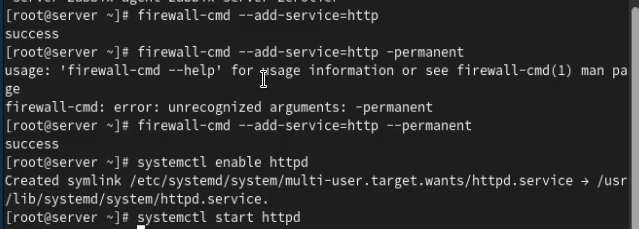 [root@server ~]# firewall-cmd --add-service=http
success
[root@server ~]# firewall-cmd --add-service=http -permanent
usage: 'firewall-cmd --help' for usage information or see firewall-cmd(1) man pa
ge
firewall-cmd: error: unrecognized arguments: -permanent
[root@server ~]# firewall-cmd --add-service=http --permanent
success
[root@server ~]# systemctl enable httpd
Created symlink /etc/systemd/system/multi-user.target.wants/httpd.service → /usr
/lib/systemd/system/httpd.service.
[root@server ~]# systemctl start httpd